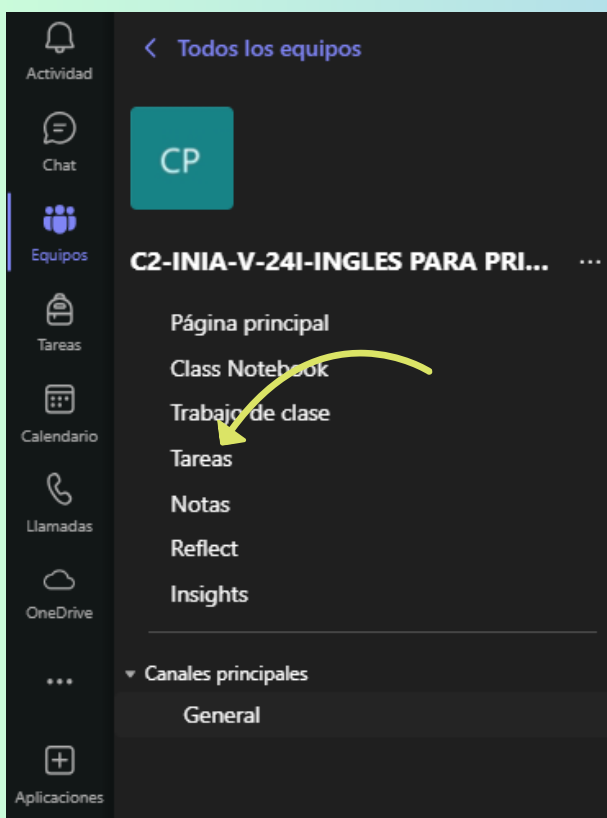 Actividad
Chat
Equipos
Tareas
Calendario
Llamadas
OneDrive
Aplicaciones
Todos los equipos
CP
C2-INIA-V-24I-INGLES PARA PRI...
Página principal
Class Notebook
Trabajo de clase
Tareas
Notas
Reflect
Insights
Canales principales
General